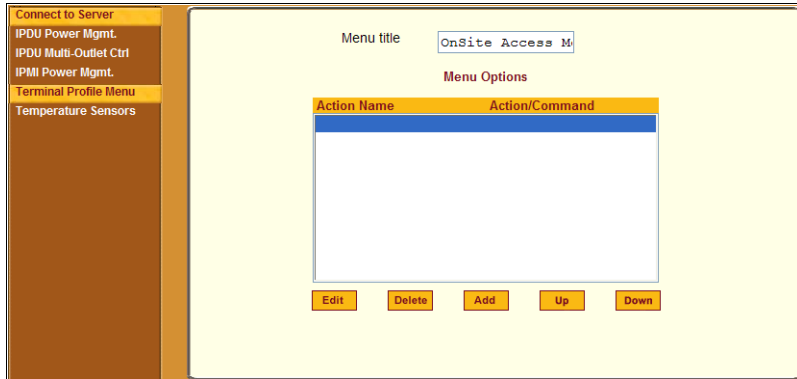 Connect to Server
IPDU Power Mgmt.
IPDU Multi-Outlet Ctrl
IPMI Power Mgmt.
Terminal Profile Menu
Temperature Sensors
Menu title
OnSite Access M
Menu Options
Action Name Action/Command
Edit Delete Add Up Down